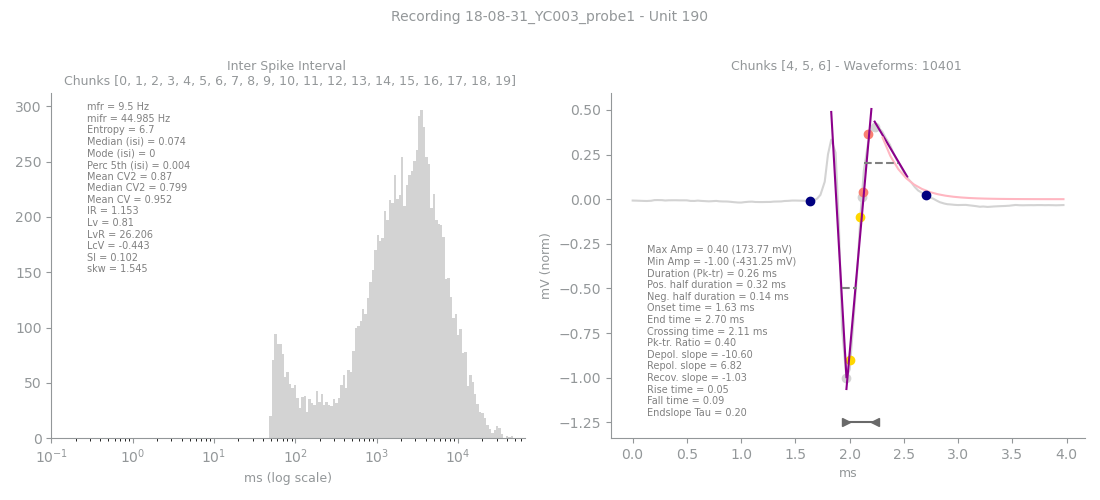 Recording 18-08-31_YC003_probe1 - Unit 190
Inter Spike Interval
Chunks [0, 1, 2, 3, 4, 5, 6, 7, 8, 9, 10, 11, 12, 13, 14, 15, 16, 17, 18, 19]
300
250
200
150
100
50
0
mfr = 9.5 Hz
mifr = 44.985 Hz
Entropy = 6.7
Median (isi) = 0.074
Mode (isi) = 0
Perc 5th (isi) = 0.004
Mean CV2 = 0.87
Median CV2 = 0.799
Mean CV = 0.952
IR = 1.153
Lv = 0.81
LvR = 26.206
LcV = -0.443
SI = 0.102
skw = 1.545
10⁻¹ 10⁰ 10¹ 10² 10³ 10⁴
ms (log scale)
Chunks [4, 5, 6] - Waveforms: 10401
mV (norm)
0.50
0.25
0.00
−0.25
−0.50
−0.75
−1.00
−1.25
Max Amp = 0.40 (173.77 mV)
Min Amp = -1.00 (-431.25 mV)
Duration (Pk-tr) = 0.26 ms
Pos. half duration = 0.32 ms
Neg. half duration = 0.14 ms
Onset time = 1.63 ms
End time = 2.70 ms
Crossing time = 2.11 ms
Pk-tr. Ratio = 0.40
Depol. slope = -10.60
Repol. slope = 6.82
Recov. slope = -1.03
Rise time = 0.05
Fall time = 0.09
Endslope Tau = 0.20
0.0 0.5 1.0 1.5 2.0 2.5 3.0 3.5 4.0
ms